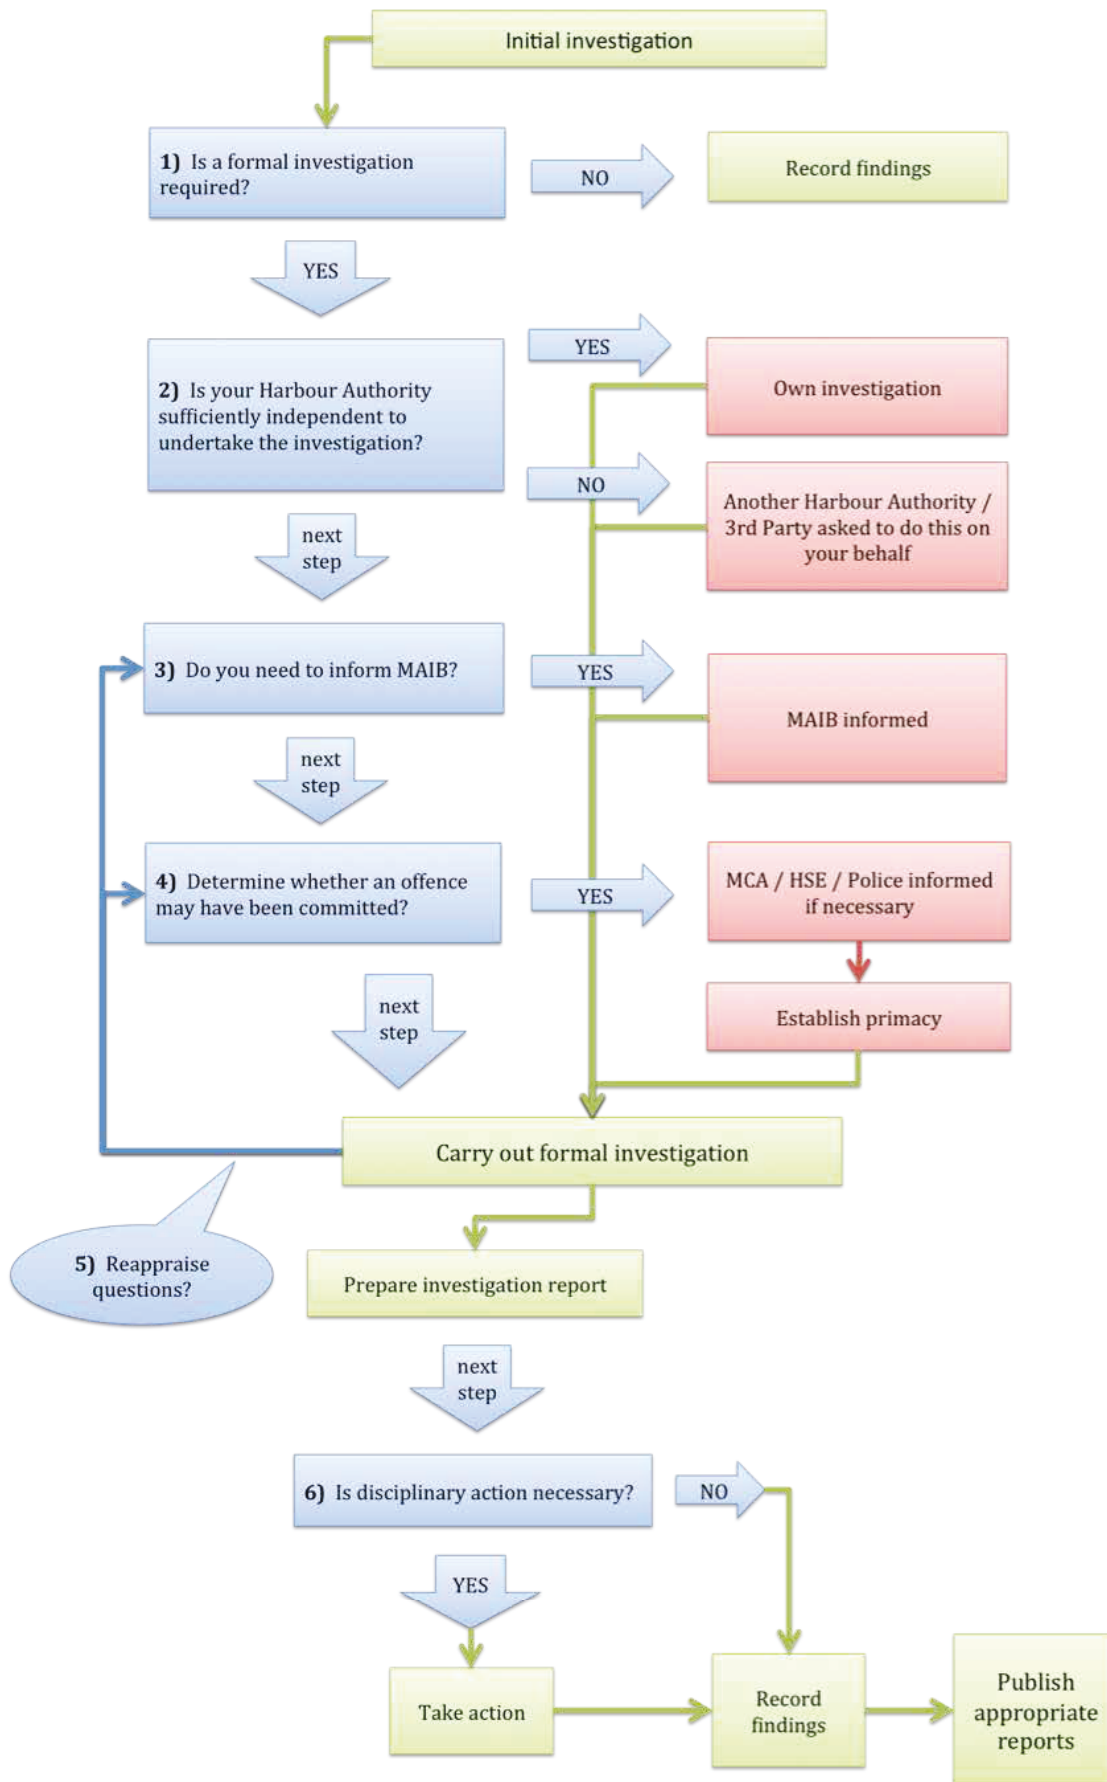 Initial investigation
1) Is a formal investigation
required?
NO
Record findings
YES
2) Is your Harbour Authority
sufficiently independent to
undertake the investigation?
YES
Own investigation
NO
Another Harbour Authority /
3rd Party asked to do this on
your behalf
next
step
3) Do you need to inform MAIB?
YES
MAIB informed
next
step
4) Determine whether an offence
may have been committed?
YES
MCA / HSE / Police informed
if necessary
Establish primacy
next
step
Carry out formal investigation
5) Reappraise
questions?
Prepare investigation report
next
step
6) Is disciplinary action necessary?
NO
YES
Take action
Record
findings
Publish
appropriate
reports